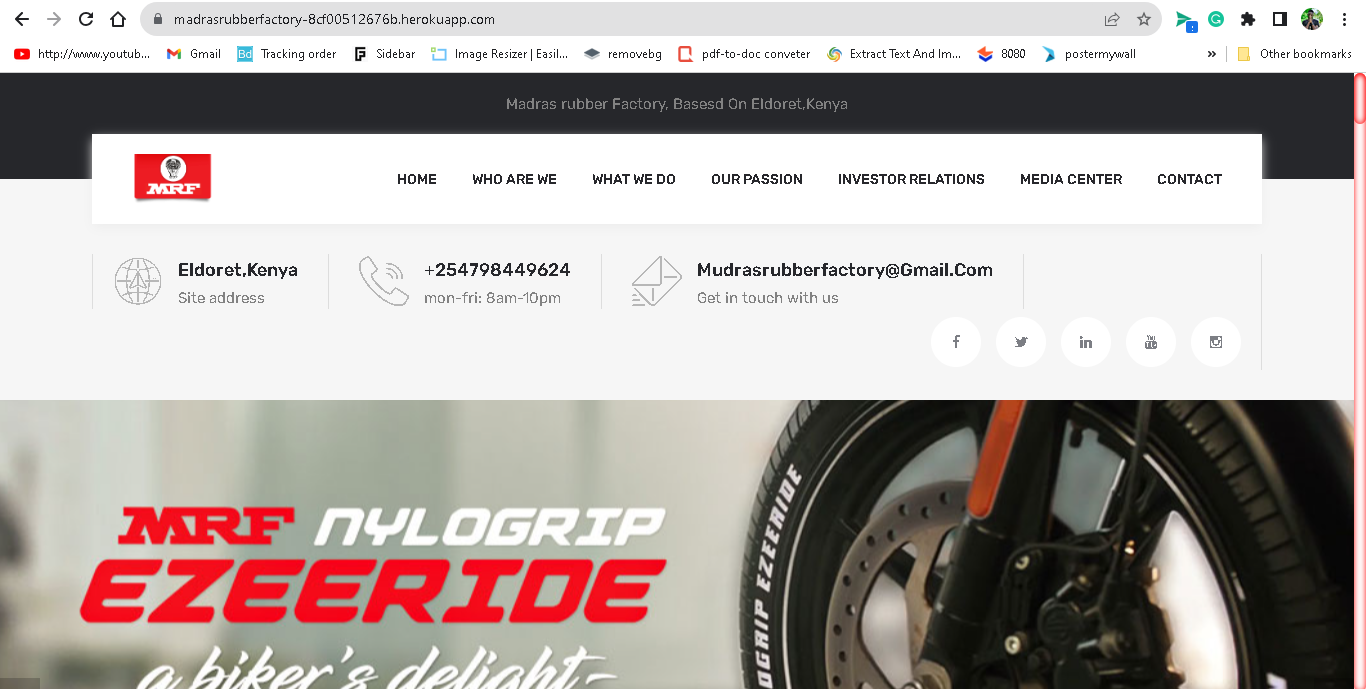 madrasrubberfactory-8cf00512676b.herokuapp.com
http://www.youtub... Gmail Bd Tracking order Sidebar Image Resizer | Easil... removebg pdf-to-doc conveter Extract Text And Im... 8080 postermywall » Other bookmarks
Madras rubber Factory, Basesd On Eldoret,Kenya
MRF HOME WHO ARE WE WHAT WE DO OUR PASSION INVESTOR RELATIONS MEDIA CENTER CONTACT
Eldoret,Kenya +254798449624 Mudrasrubberfactory@Gmail.Com
Site address mon-fri: 8am-10pm Get in touch with us
MRF NYLOGRIP
EZEERIDE
a biker's delight-
OGRIP EZEERIDE